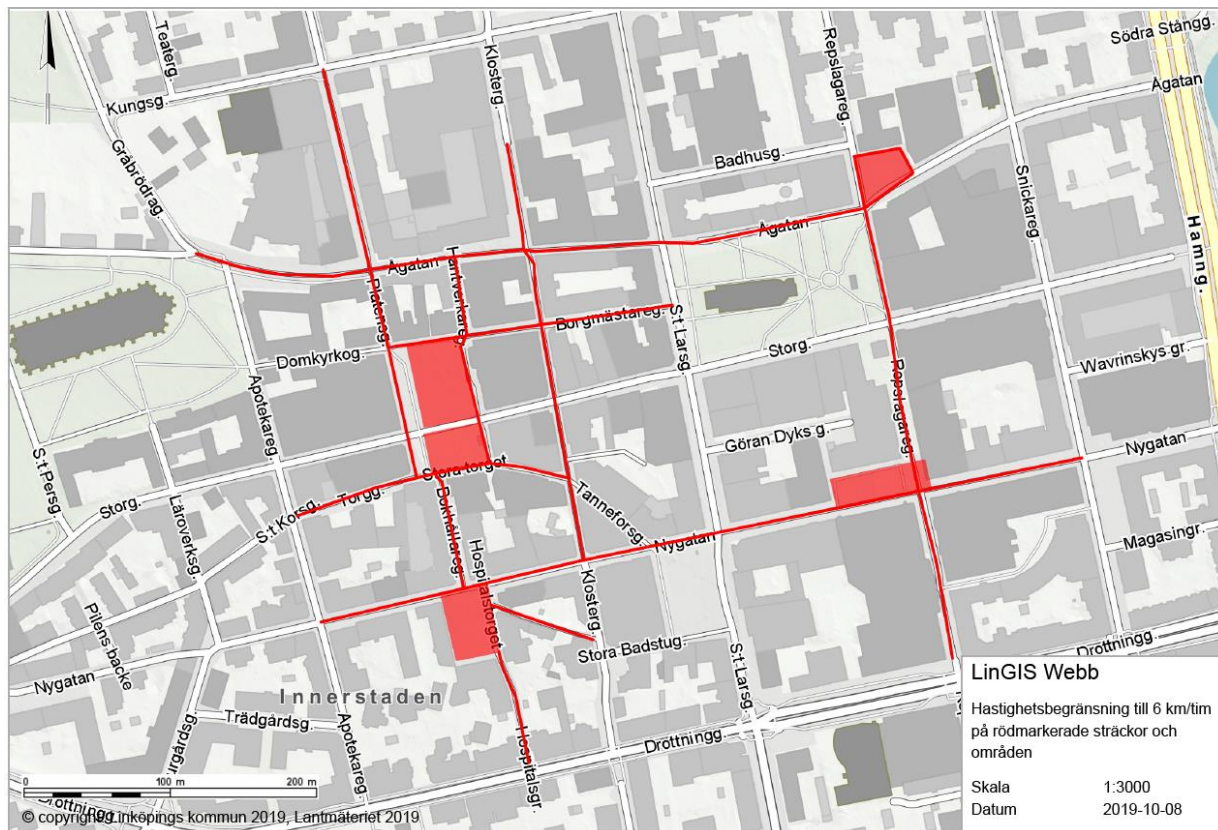 Teaterg.
Kungsg.
Klosterg.
Repslagareg.
Södra Stångg.
Ågatan
Gråbrödrag.
Badhusg.
Snickareg.
Hamng.
Ågatan
Ågatan
Hantverkareg.
Platensg.
Borgmästareg.
S:t Larsg.
Storg.
Domkyrkog.
Wavrinskys gr.
Apotekareg.
Repslagareg.
Göran Dyks g.
Nygatan
S:t Persg.
Storg.
Stora torget
Torgg.
S:t Korsg.
Läroverksg.
Bokhållareg.
Tanneforsg.
Nygatan
Magasingr.
Hospitalstorget
Klosterg.
Pilens backe
Stora Badstug.
S:t Larsg.
Drottningg.
Nygatan
Innerstaden
Trädgårdsg.
Apotekareg.
Hospitalsgr.
Drottningg.
0 100 m 200 m
Drottningg.
© copyright Linköpings kommun 2019, Lantmäteriet 2019
LinGIS Webb
Hastighetsbegränsning till 6 km/tim
på rödmarkerade sträckor och
områden
Skala 1:3000
Datum 2019-10-08